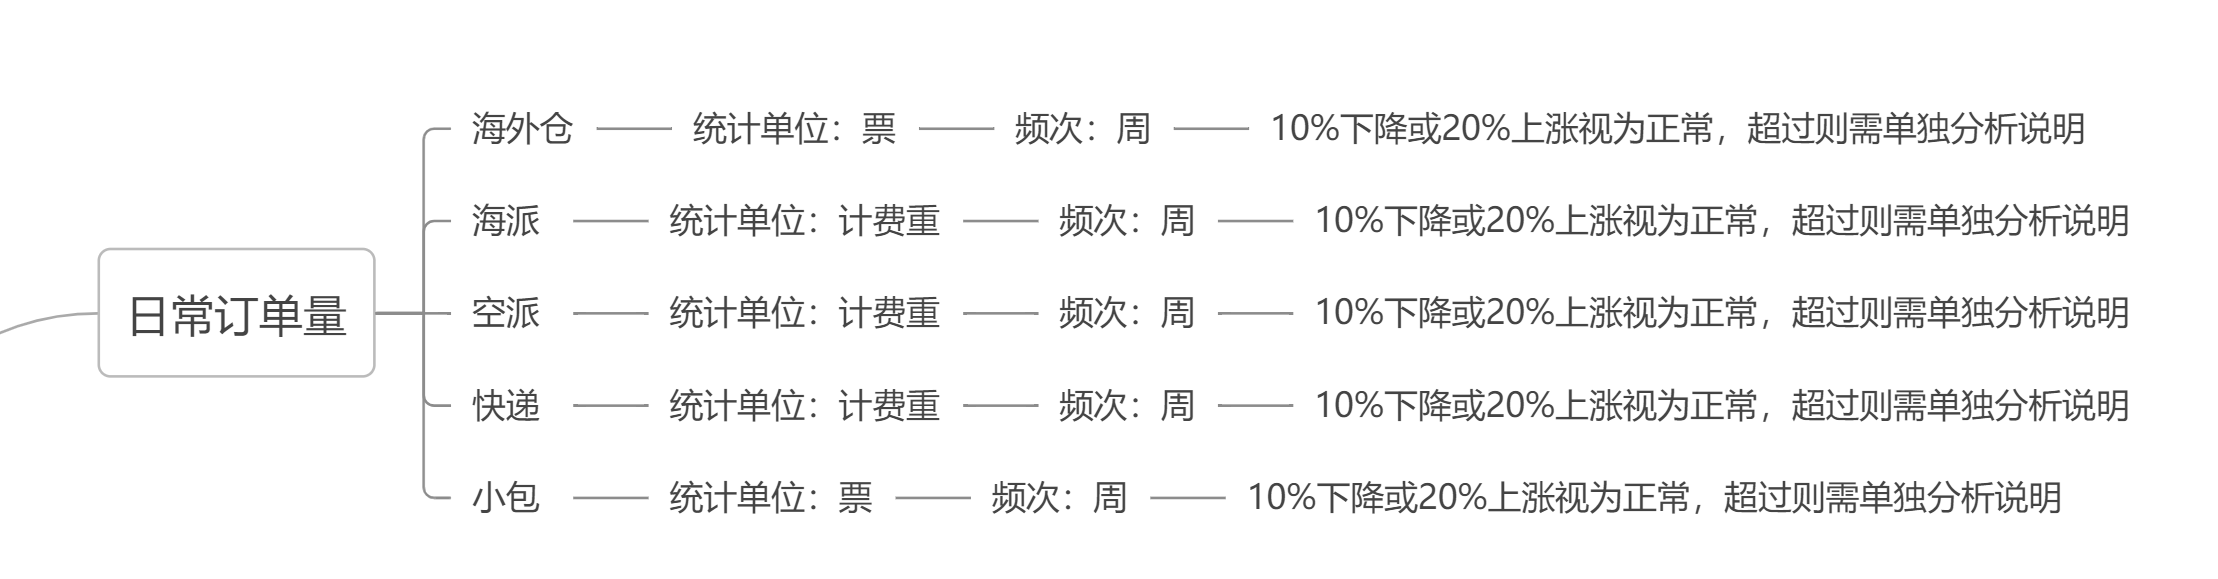 海外仓 统计单位：票 频次：周 10%下降或20%上涨视为正常，超过则需单独分析说明
海派 统计单位：计费重 频次：周 10%下降或20%上涨视为正常，超过则需单独分析说明
日常订单量
空派 统计单位：计费重 频次：周 10%下降或20%上涨视为正常，超过则需单独分析说明
快递 统计单位：计费重 频次：周 10%下降或20%上涨视为正常，超过则需单独分析说明
小包 统计单位：票 频次：周 10%下降或20%上涨视为正常，超过则需单独分析说明